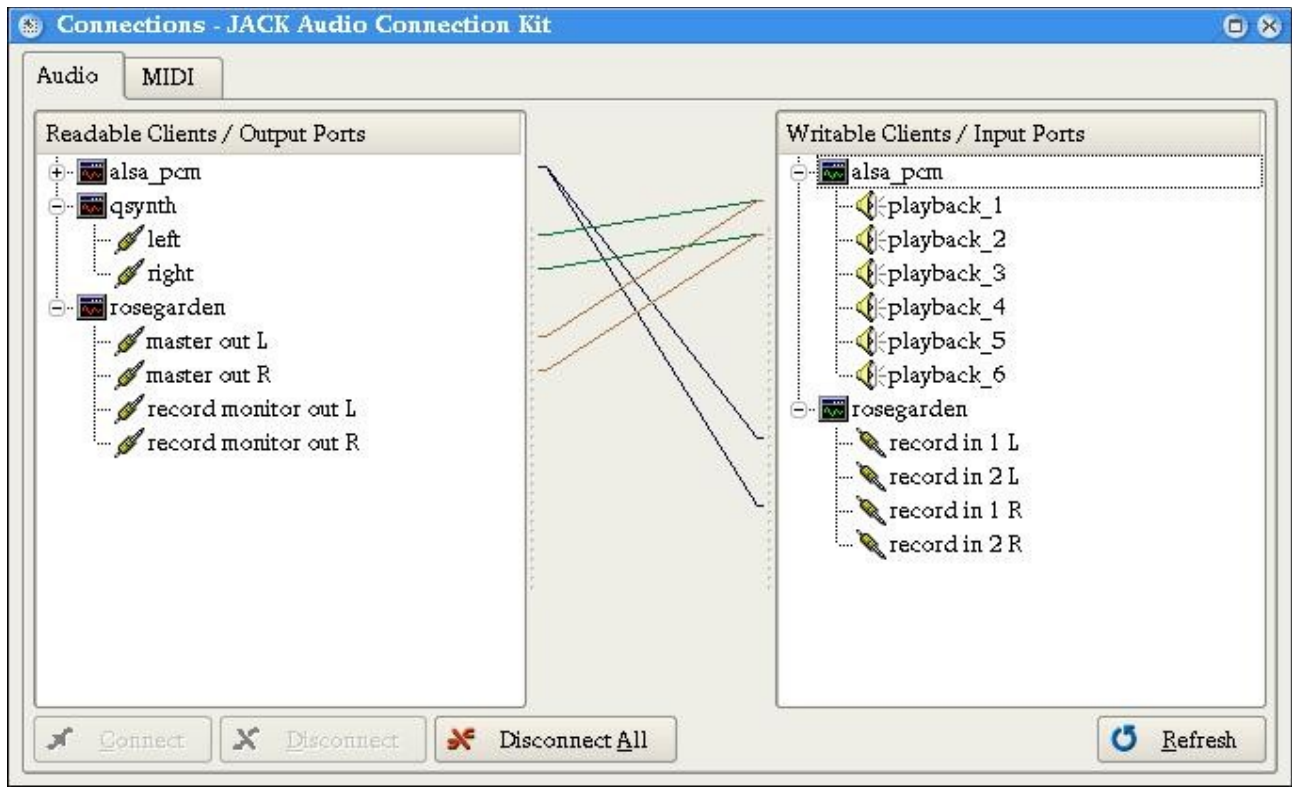 Connections - JACK Audio Connection Kit
Audio
MIDI
Readable Clients / Output Ports
alsa_pcm
qsynth
left
right
rosegarden
master out L
master out R
record monitor out L
record monitor out R
Writable Clients / Input Ports
alsa_pcm
playback_1
playback_2
playback_3
playback_4
playback_5
playback_6
rosegarden
record in 1 L
record in 2 L
record in 1 R
record in 2 R
Connect
Disconnect
Disconnect All
Refresh